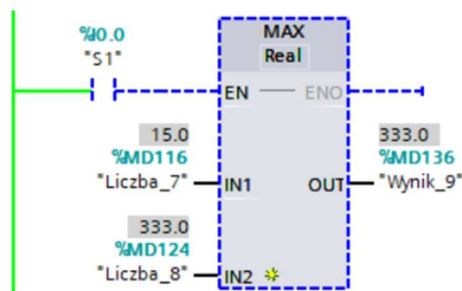 %I0.0
"S1"
MAX
Real
EN
ENO
15.0
%MD116
"Liczba_7"
IN1
OUT
333.0
%MD136
"Wynik_9"
333.0
%MD124
"Liczba_8"
IN2